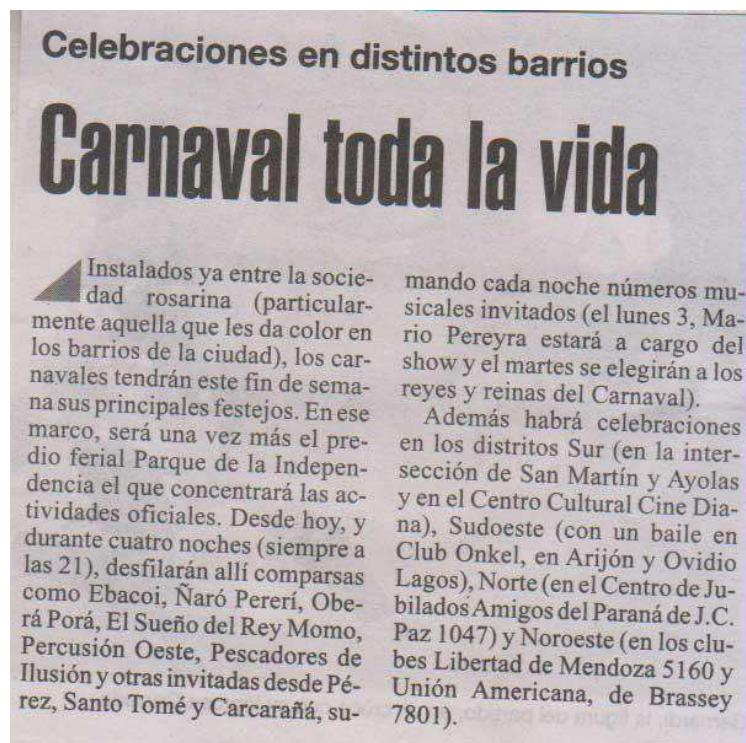 Celebraciones en distintos barrios
Carnaval toda la vida
Instalados ya entre la socie-
dad rosarina (particular-
mente aquella que les da color en
los barrios de la ciudad), los car-
navales tendrán este fin de sema-
na sus principales festejos. En ese
marco, será una vez más el pre-
dio ferial Parque de la Indepen-
dencia el que concentrará las ac-
tividades oficiales. Desde hoy, y
durante cuatro noches (siempre a
las 21), desfilarán allí comparsas
como Ebacoi, Ñaró Pererí, Obe-
rá Porá, El Sueño del Rey Momo,
Percusión Oeste, Pescadores de
Ilusión y otras invitadas desde Pé-
rez, Santo Tomé y Carcarañá, su-
mando cada noche números mu-
sicales invitados (el lunes 3, Ma-
rio Pereyra estará a cargo del
show y el martes se elegirán a los
reyes y reinas del Carnaval).
Además habrá celebraciones
en los distritos Sur (en la inter-
sección de San Martín y Ayolas
y en el Centro Cultural Cine Dia-
na), Sudoeste (con un baile en
Club Onkel, en Arijón y Ovidio
Lagos), Norte (en el Centro de Ju-
bilados Amigos del Paraná de J.C.
Paz 1047) y Noroeste (en los clu-
bes Libertad de Mendoza 5160 y
Unión Americana, de Brassey
7801).